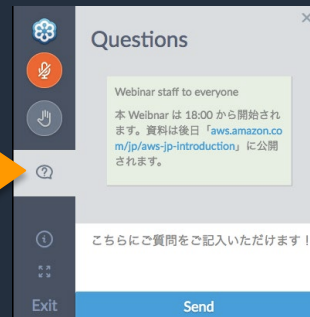 Questions
Webinar staff to everyone
本 Weibnar は 18:00 から開始され
ます。資料は後日「aws.amazon.co
m/jp/aws-jp-introduction」に公開
されます。
こちらにご質問をご記入いただけます！
Exit
Send